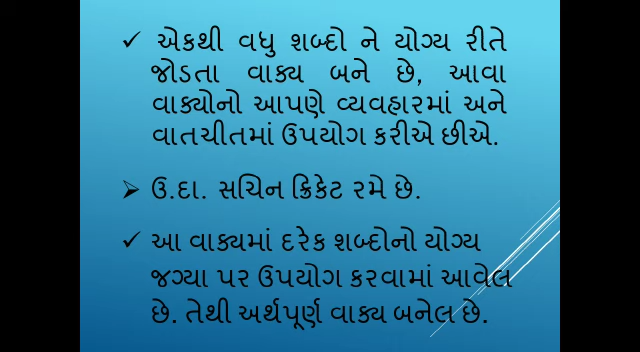 ✓ એકથી વધુ શબ્દો ને યોગ્ય રીતે
જોડતા વાક્ય બને છે, આવા
વાક્યોનો આપણે વ્યવહારમાં અને
વાતચીતમાં ઉપયોગ કરીએ છીએ.
➢ ઉ.દા. સચિન ક્રિકેટ રમે છે.
✓ આ વાક્યમાં દરેક શબ્દોનો યોગ્ય
જગ્યા પર ઉપયોગ કરવામાં આવેલ
છે. તેથી અર્થપૂર્ણ વાક્ય બનેલ છે.